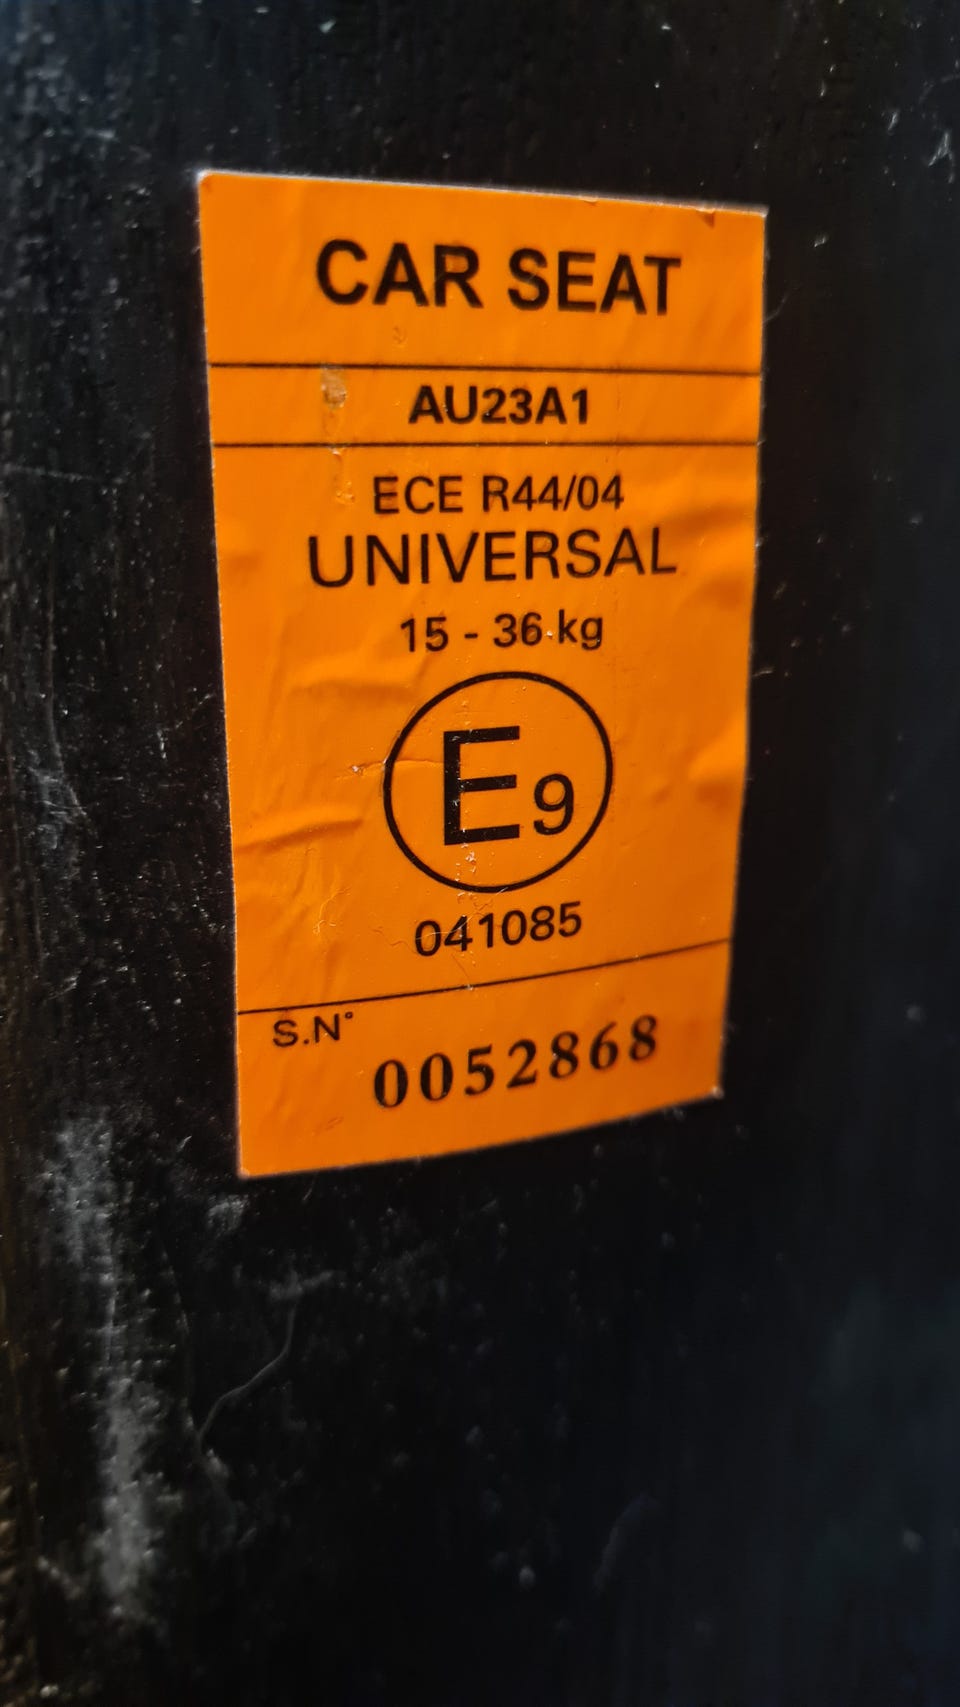 CAR SEAT
AU23A1
ECE R44/04
UNIVERSAL
15 - 36 kg
E9
041085
S.N°
0052868